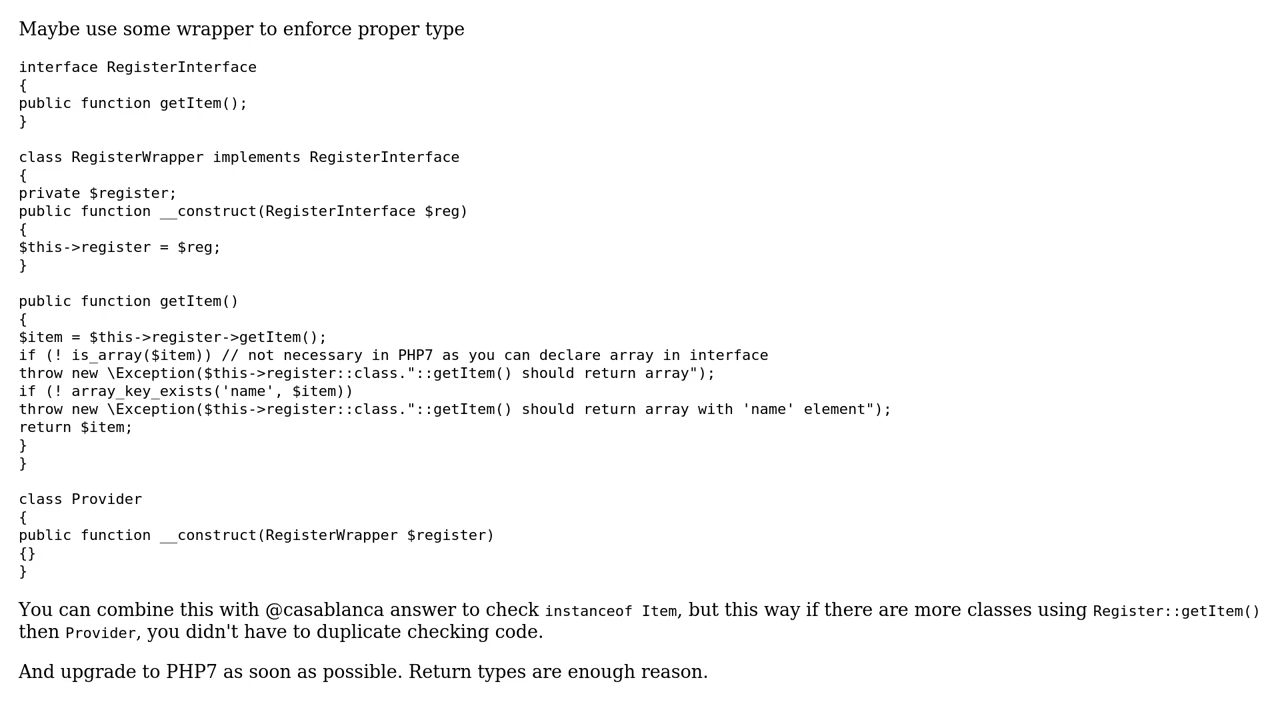 Maybe use some wrapper to enforce proper type
interface RegisterInterface
{
public function getItem();
}
class RegisterWrapper implements RegisterInterface
{
private $register;
public function __construct(RegisterInterface $reg)
{
$this->register = $reg;
}
public function getItem()
{
$item = $this->register->getItem();
if (! is_array($item)) // not necessary in PHP7 as you can declare array in interface
throw new \Exception($this->register::class."::getItem() should return array");
if (! array_key_exists('name', $item))
throw new \Exception($this->register::class."::getItem() should return array with 'name' element");
return $item;
}
}
class Provider
{
public function __construct(RegisterWrapper $register)
{}
}
You can combine this with @casablanca answer to check instanceof Item, but this way if there are more classes using Register::getItem()
then Provider, you didn't have to duplicate checking code.
And upgrade to PHP7 as soon as possible. Return types are enough reason.